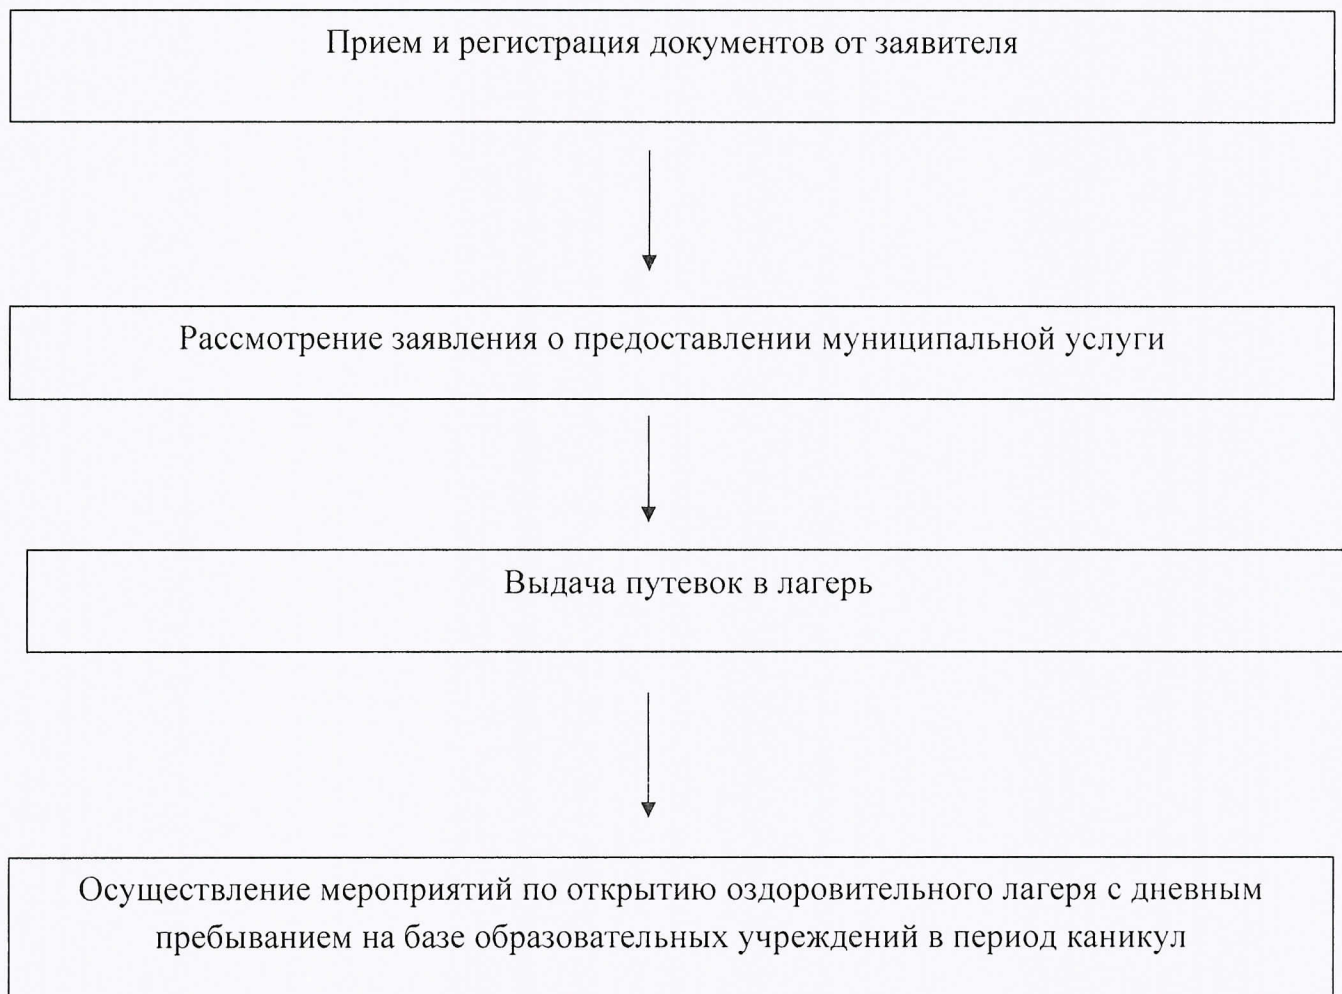 Прием и регистрация документов от заявителя
Рассмотрение заявления о предоставлении муниципальной услуги
Выдача путевок в лагерь
Осуществление мероприятий по открытию оздоровительного лагеря с дневным
пребыванием на базе образовательных учреждений в период каникул